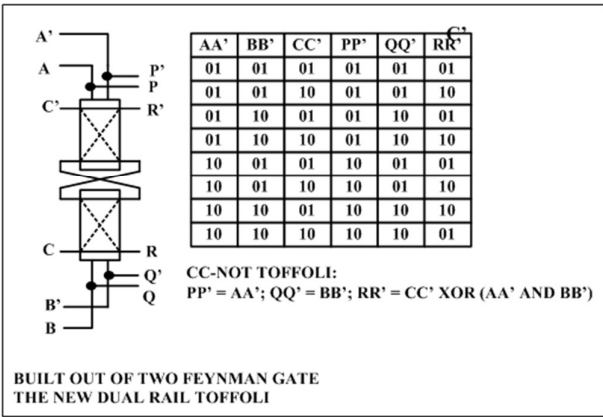 A'
A
P'
P
C'
R'
C
R
Q'
Q
B'
B
C'
AA' BB' CC' PP' QQ' RR'
01 01 01 01 01 01
01 01 10 01 01 10
01 10 01 01 10 01
01 10 10 01 10 10
10 01 01 10 01 01
10 01 10 10 01 10
10 10 01 10 10 10
10 10 10 10 10 01
CC-NOT TOFFOLI:
PP' = AA'; QQ' = BB'; RR' = CC' XOR (AA' AND BB')
BUILT OUT OF TWO FEYNMAN GATE
THE NEW DUAL RAIL TOFFOLI